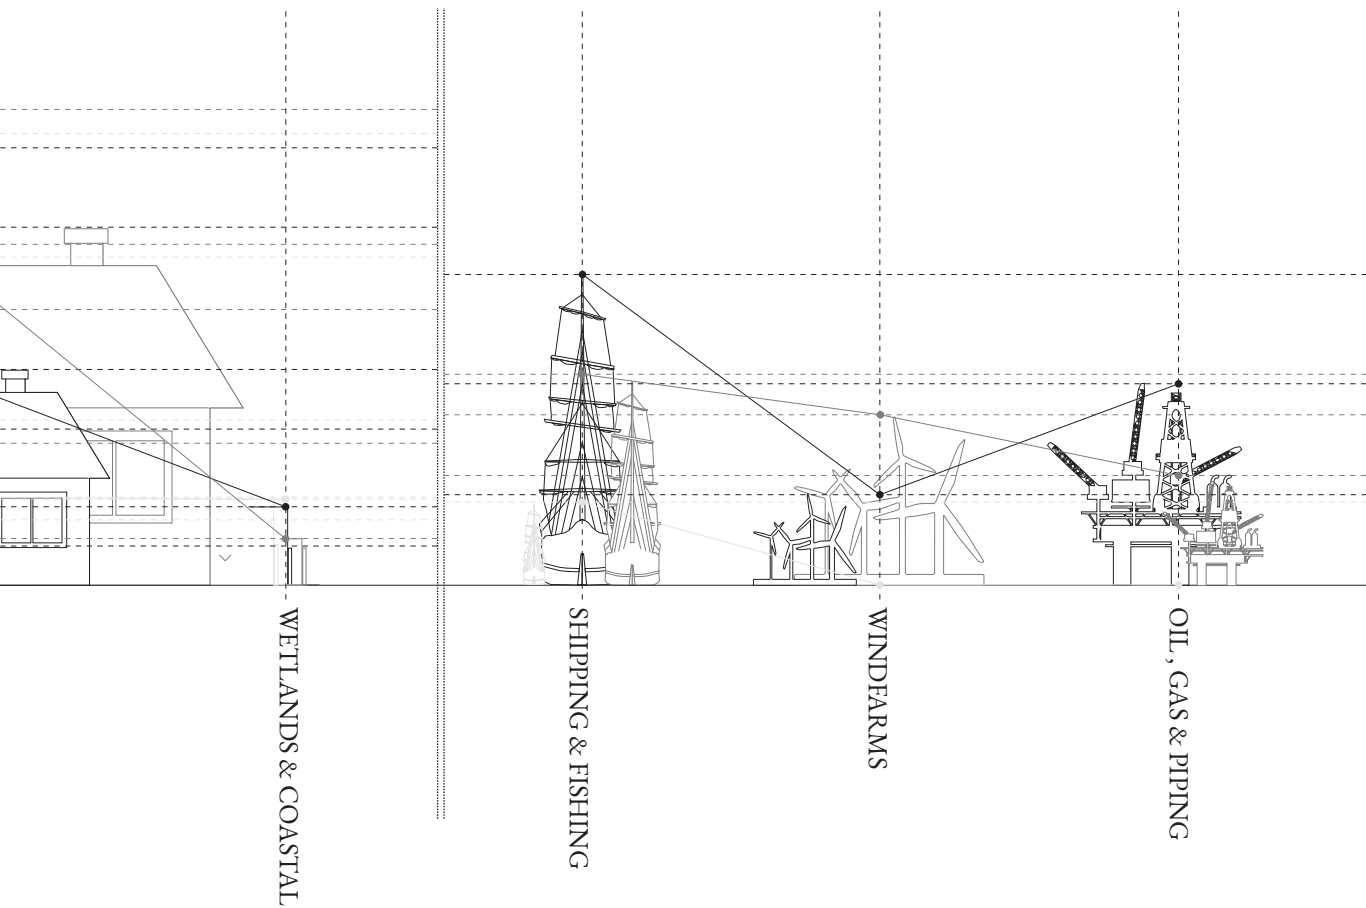 WETLANDS & COASTAL
SHIPPING & FISHING
WINDFARMS
OIL , GAS & PIPING